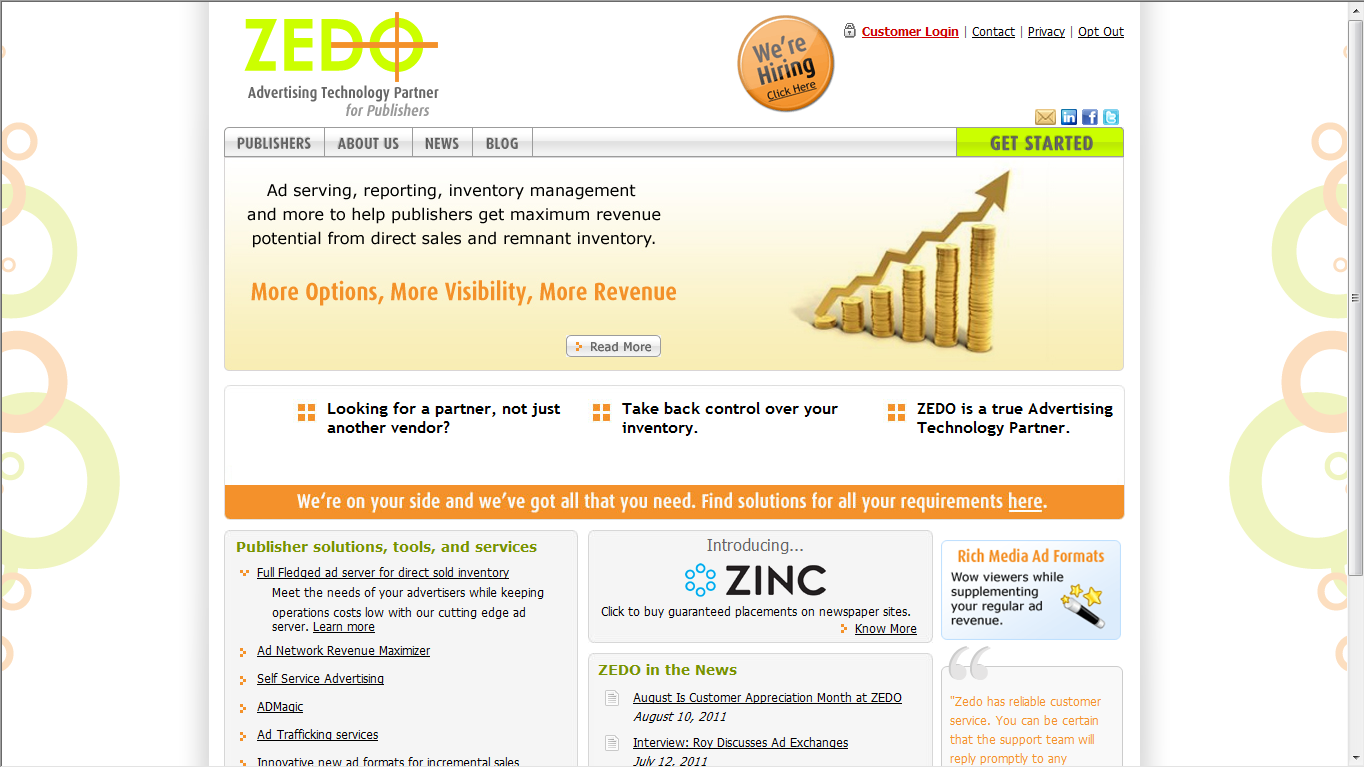 ZEDO
Advertising Technology Partner
for Publishers
We're
Hiring
Click Here
Customer Login | Contact | Privacy | Opt Out
PUBLISHERS
ABOUT US
NEWS
BLOG
GET STARTED
Ad serving, reporting, inventory management
and more to help publishers get maximum revenue
potential from direct sales and remnant inventory.
More Options, More Visibility, More Revenue
Read More
Looking for a partner, not just
another vendor?
Take back control over your
inventory.
ZEDO is a true Advertising
Technology Partner.
We're on your side and we've got all that you need. Find solutions for all your requirements here.
Publisher solutions, tools, and services
Full Fledged ad server for direct sold inventory
Meet the needs of your advertisers while keeping
operations costs low with our cutting edge ad
server. Learn more
Ad Network Revenue Maximizer
Self Service Advertising
ADMagic
Ad Trafficking services
Innovative new ad formats for incremental sales
Introducing...
ZINC
Click to buy guaranteed placements on newspaper sites.
Know More
ZEDO in the News
August Is Customer Appreciation Month at ZEDO
August 10, 2011
Interview: Roy Discusses Ad Exchanges
July 12, 2011
Rich Media Ad Formats
Wow viewers while
supplementing
your regular ad
revenue.
"Zedo has reliable customer
service. You can be certain
that the support team will
reply promptly to any